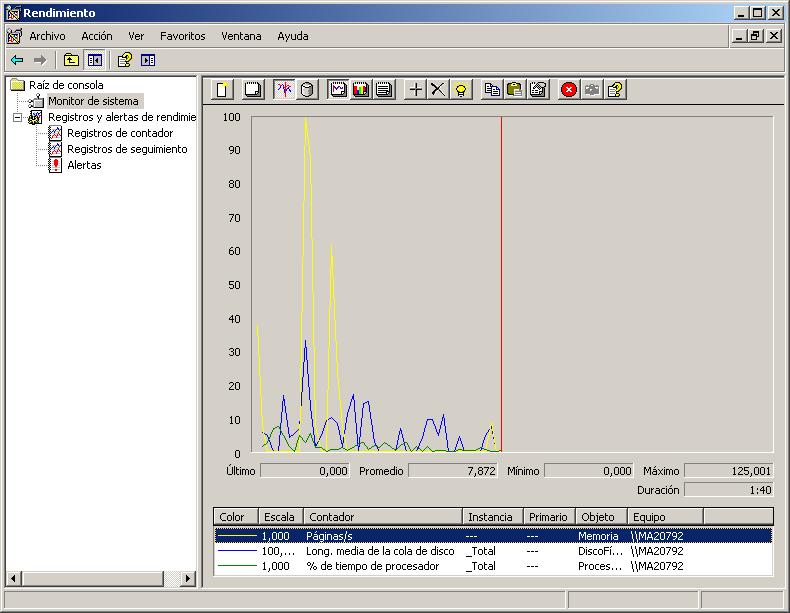 Rendimiento
Archivo Acción Ver Favoritos Ventana Ayuda
Raíz de consola
Monitor de sistema
Registros y alertas de rendimie
Registros de contador
Registros de seguimiento
Alertas
100
90
80
70
60
50
40
30
20
10
0
Último 0,000 Promedio 7,872 Mínimo 0,000 Máximo 125,001
Duración 1:40
Color Escala Contador Instancia Primario Objeto Equipo
1,000 Páginas/s --- --- Memoria \\MA20792
100,... Long. media de la cola de disco _Total --- DiscoFí... \\MA20792
1,000 % de tiempo de procesador _Total --- Proces... \\MA20792